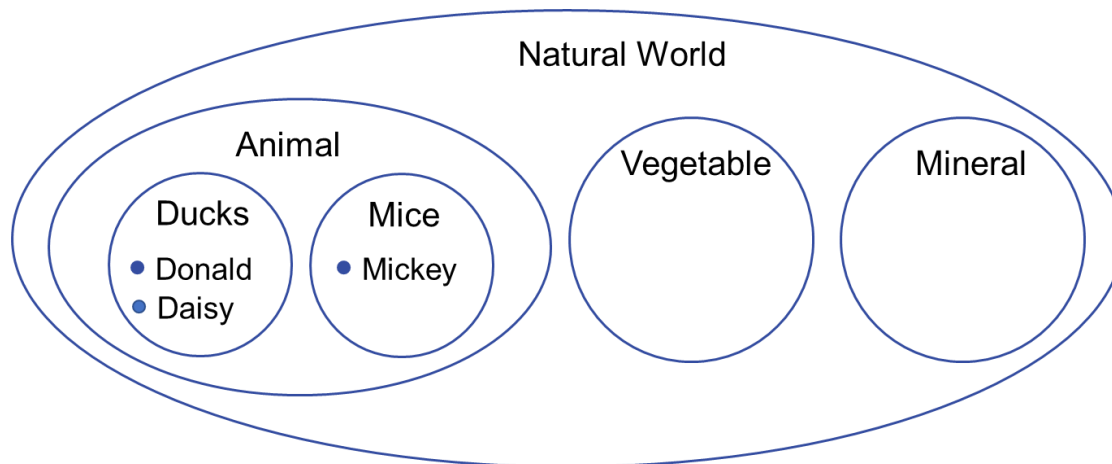 Natural World
Animal
Vegetable
Mineral
Ducks
Mice
Donald
Mickey
Daisy